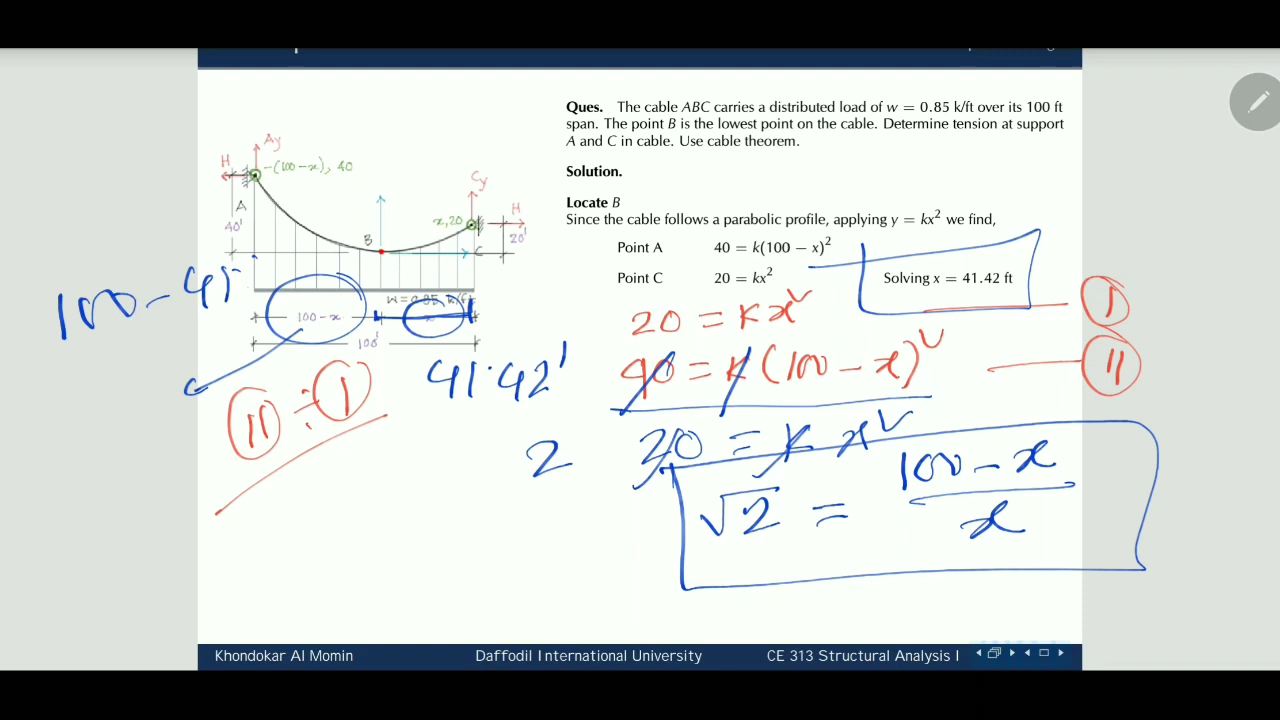 Ques. The cable ABC carries a distributed load of w = 0.85 k/ft over its 100 ft
span. The point B is the lowest point on the cable. Determine tension at support
A and C in cable. Use cable theorem.
Solution.
Locate B
Since the cable follows a parabolic profile, applying y = kx² we find,
Point A 40 = k(100 − x)²
Point C 20 = kx²
Solving x = 41.42 ft
Ay
H
-(100-x), 40
A
40'
B
Cy
x,20
H
20'
C
w = 0.85 k/ft
100-x
100'
100 - 41
41.42'
II ÷ I
20 = kx² I
40 = k(100 - x)² II
2 20 = kx²
√2 = 100 - x
x
Khondokar Al Momin Daffodil International University CE 313 Structural Analysis I